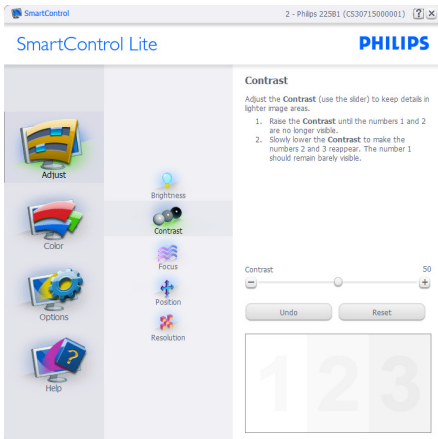 SmartControl
2 - Philips 225B1 (CS30715000001)
SmartControl Lite
PHILIPS
Adjust
Color
Options
Help
Brightness
Contrast
Focus
Position
Resolution
Contrast
Adjust the Contrast (use the slider) to keep details in
lighter image areas.
1. Raise the Contrast until the numbers 1 and 2
are no longer visible.
2. Slowly lower the Contrast to make the
numbers 2 and 3 reappear. The number 1
should remain barely visible.
Contrast 50
Undo Reset
1 2 3